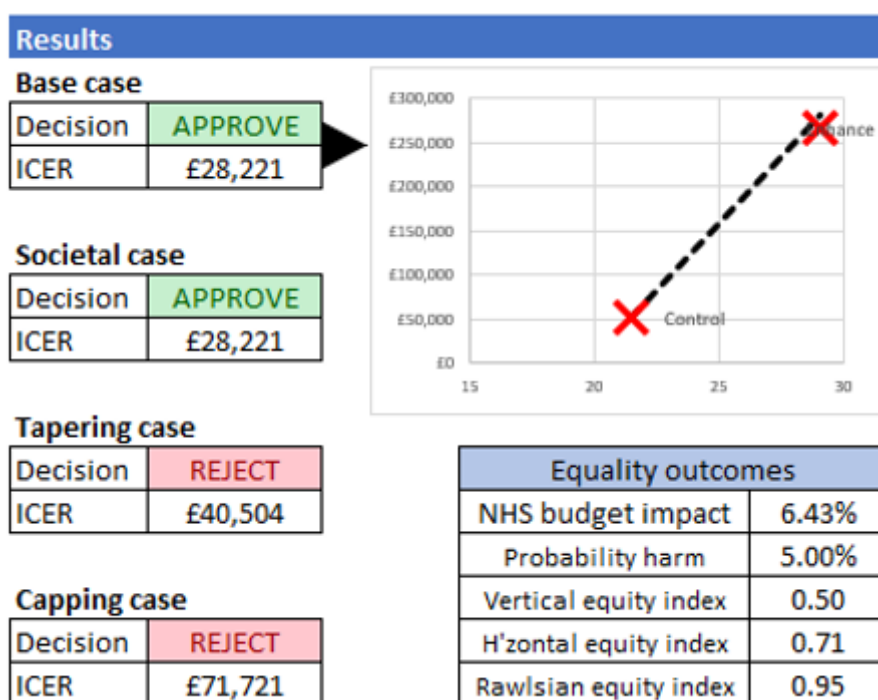 Results
Base case
Decision APPROVE
ICER £28,221
Societal case
Decision APPROVE
ICER £28,221
Tapering case
Decision REJECT
ICER £40,504
Capping case
Decision REJECT
ICER £71,721
£300,000
£250,000
£200,000
£150,000
£100,000
£50,000
£0
15 20 25 30
Control
Equality outcomes
NHS budget impact 6.43%
Probability harm 5.00%
Vertical equity index 0.50
H'zontal equity index 0.71
Rawlsian equity index 0.95